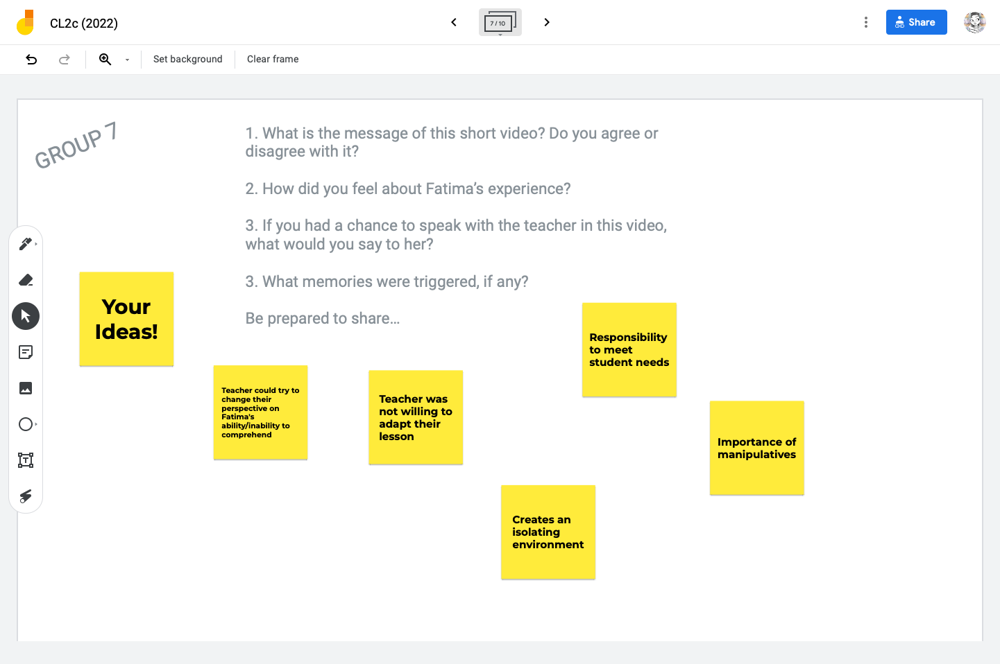 CL2c (2022)
7 / 10
Share
Set background
Clear frame
GROUP 7
1. What is the message of this short video? Do you agree or
disagree with it?
2. How did you feel about Fatima’s experience?
3. If you had a chance to speak with the teacher in this video,
what would you say to her?
3. What memories were triggered, if any?
Be prepared to share…
Your
Ideas!
Teacher could try to
change their
perspective on
Fatima's
ability/inability to
comprehend
Teacher was
not willing to
adapt their
lesson
Responsibility
to meet
student needs
Importance of
manipulatives
Creates an
isolating
environment